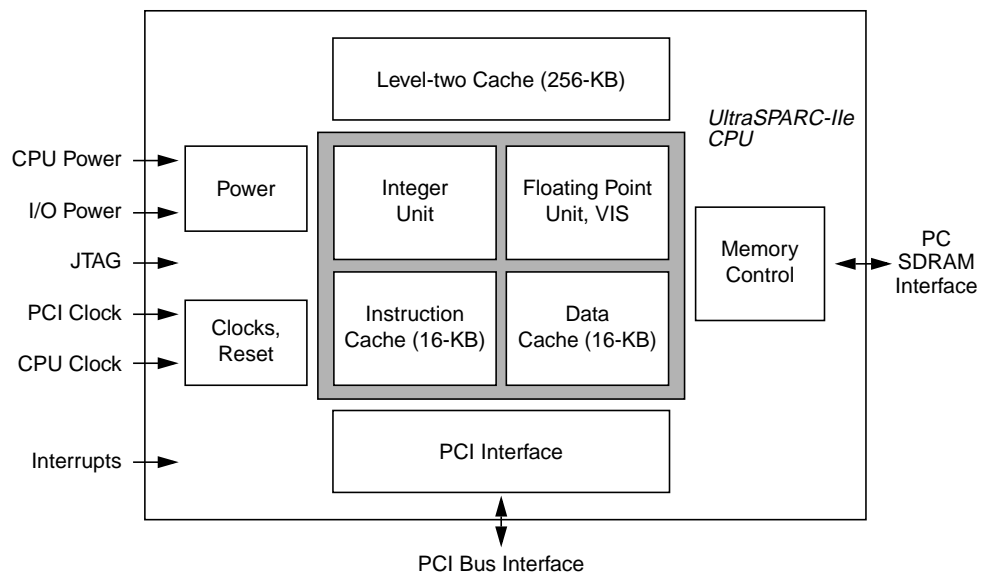 Level-two Cache (256-KB)
UltraSPARC-IIe
CPU
CPU Power
I/O Power
JTAG
PCI Clock
CPU Clock
Interrupts
Power
Clocks,
Reset
Integer
Unit
Floating Point
Unit, VIS
Instruction
Cache (16-KB)
Data
Cache (16-KB)
Memory
Control
PC
SDRAM
Interface
PCI Interface
PCI Bus Interface